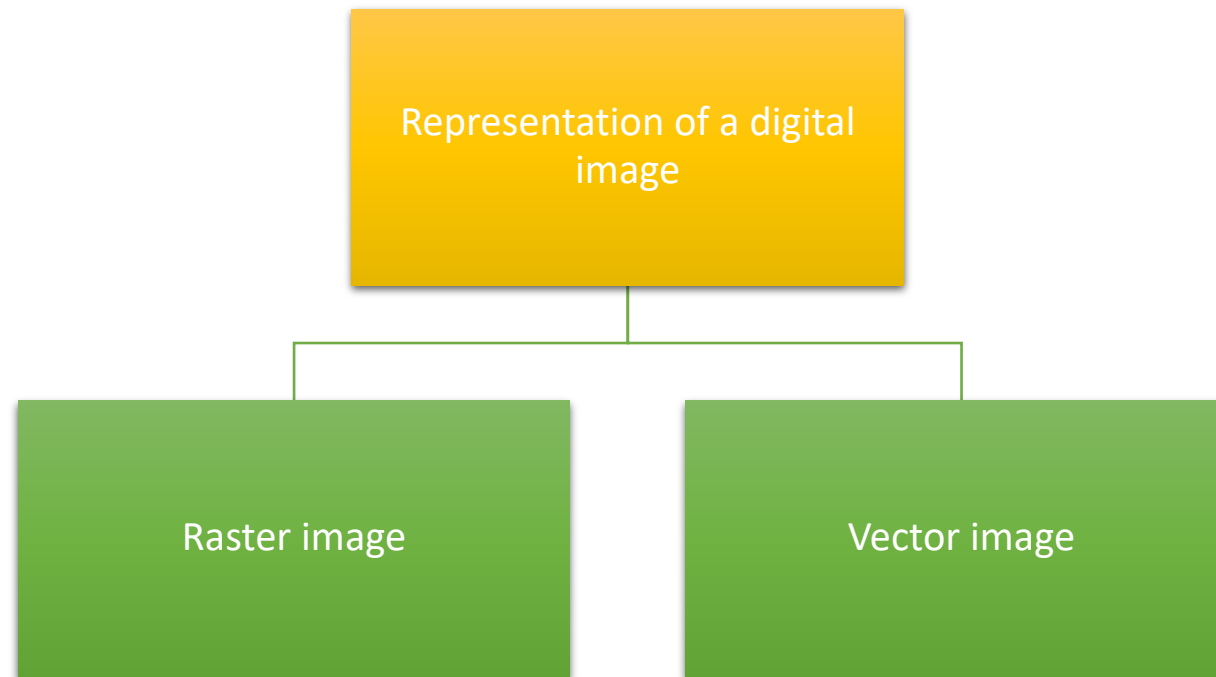 Representation of a digital
image
Raster image
Vector image